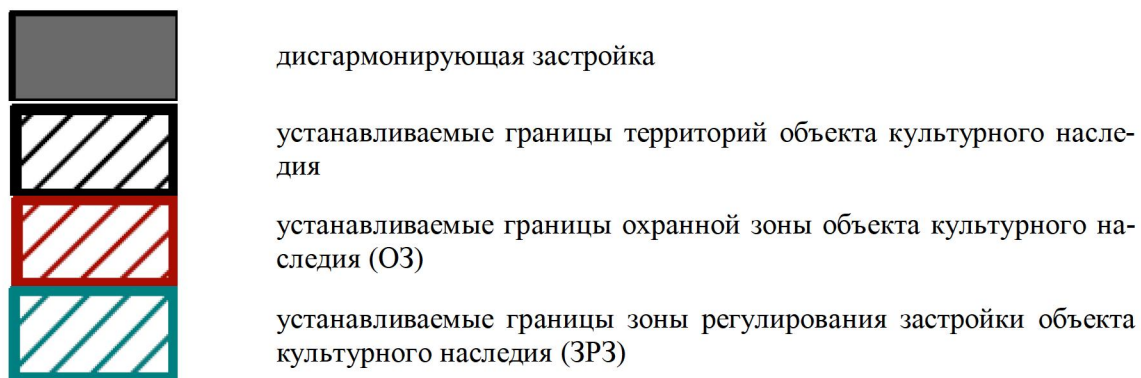 дисгармонирующая застройка
устанавливаемые границы территорий объекта культурного насле-
дия
устанавливаемые границы охранной зоны объекта культурного на-
следия (ОЗ)
устанавливаемые границы зоны регулирования застройки объекта
культурного наследия (ЗРЗ)